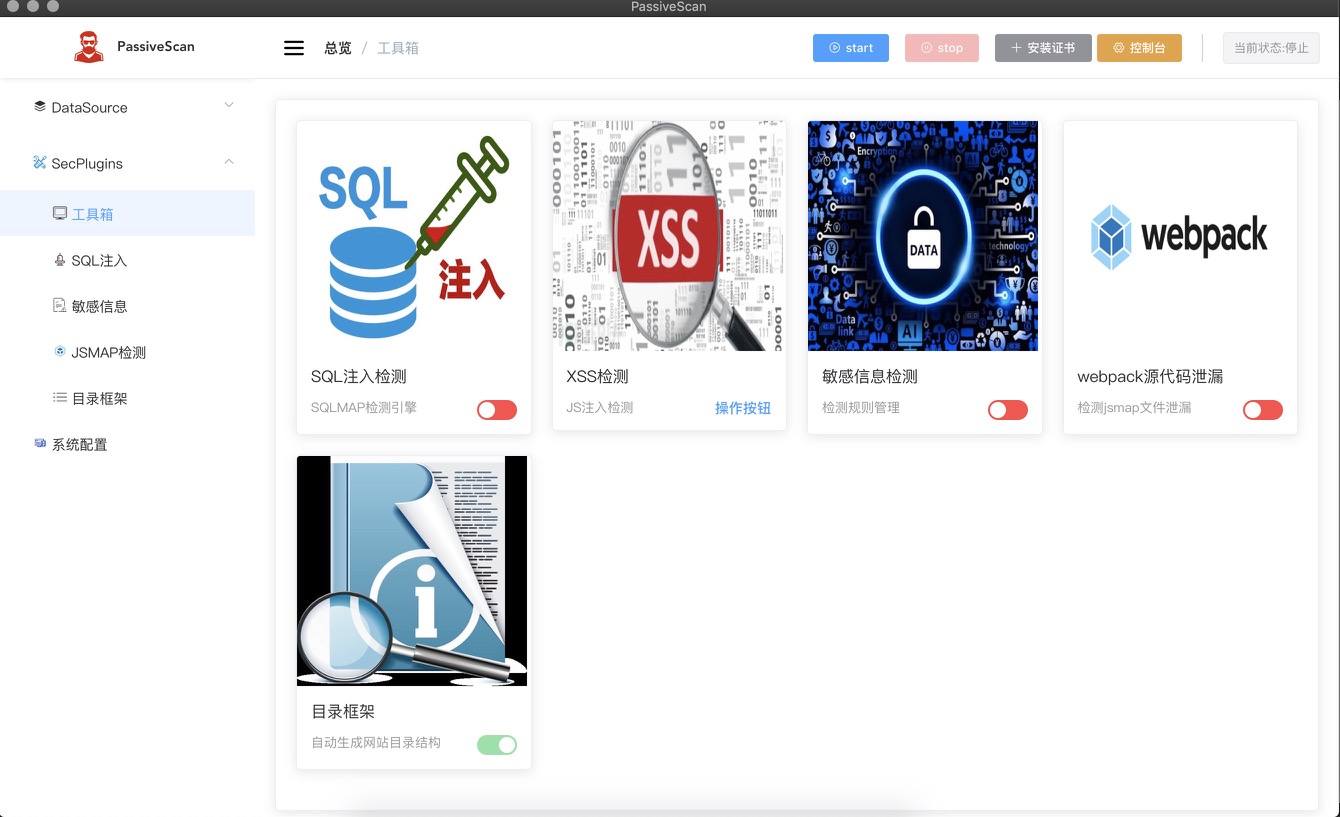 PassiveScan
PassiveScan
总览 / 工具箱
start
stop
安装证书
控制台
当前状态:停止
DataSource
SecPlugins
工具箱
SQL注入
敏感信息
JSMAP检测
目录框架
系统配置
SQL
注入
SQL注入检测
SQLMAP检测引擎
XSS
XSS检测
JS注入检测
操作按钮
Encryption
DATA
technology
Data
link
AI
敏感信息检测
检测规则管理
webpack
webpack源代码泄漏
检测jsmap文件泄漏
i
目录框架
自动生成网站目录结构